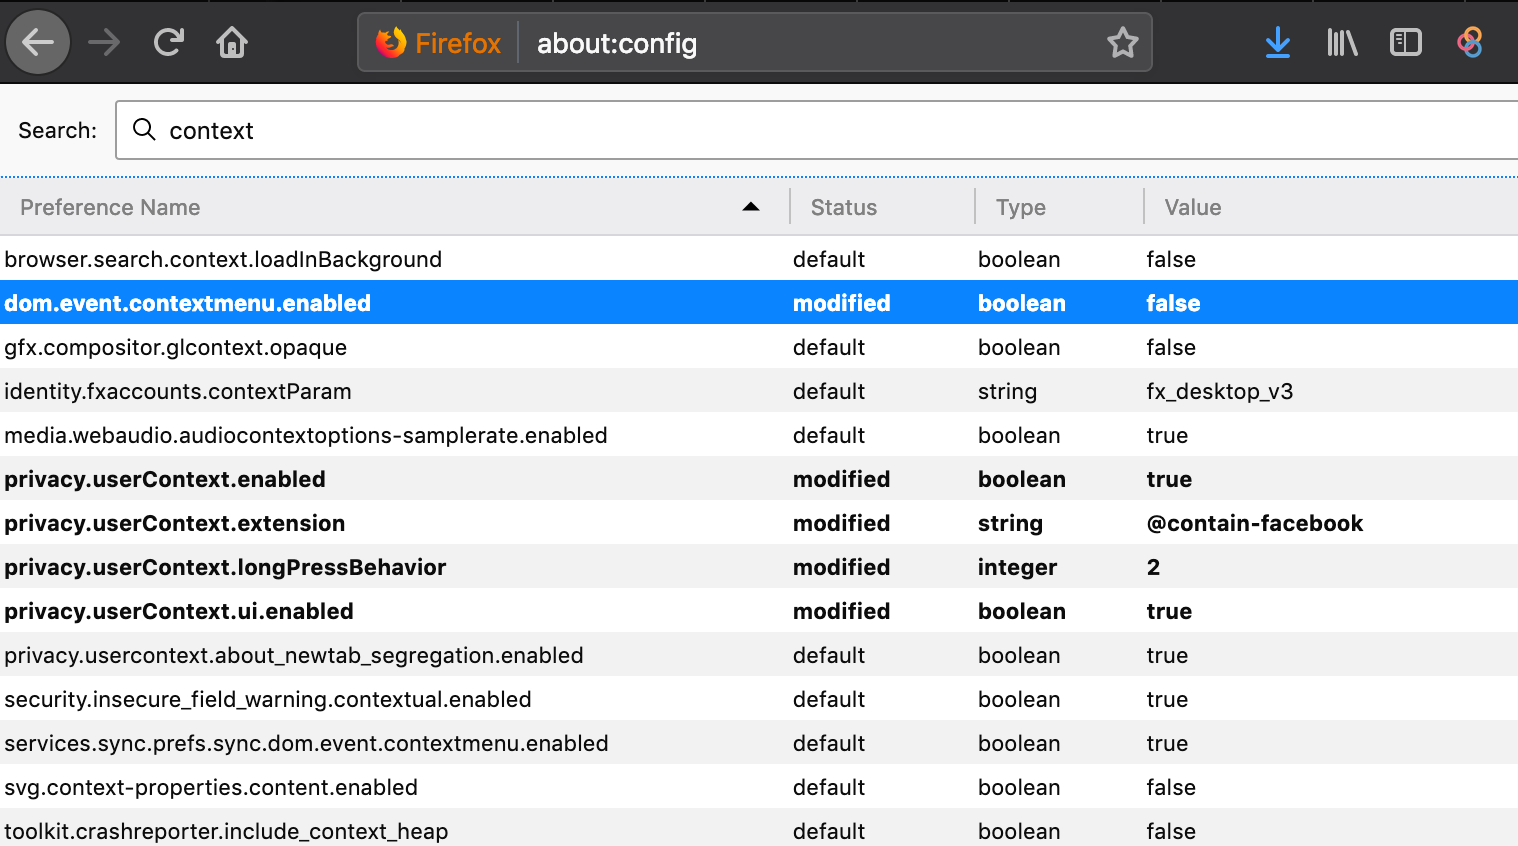 Firefox about:config
Search: context
Preference Name Status Type Value
browser.search.context.loadInBackground default boolean false
dom.event.contextmenu.enabled modified boolean false
gfx.compositor.glcontext.opaque default boolean false
identity.fxaccounts.contextParam default string fx_desktop_v3
media.webaudio.audiocontextoptions-samplerate.enabled default boolean true
privacy.userContext.enabled modified boolean true
privacy.userContext.extension modified string @contain-facebook
privacy.userContext.longPressBehavior modified integer 2
privacy.userContext.ui.enabled modified boolean true
privacy.usercontext.about_newtab_segregation.enabled default boolean true
security.insecure_field_warning.contextual.enabled default boolean true
services.sync.prefs.sync.dom.event.contextmenu.enabled default boolean true
svg.context-properties.content.enabled default boolean false
toolkit.crashreporter.include_context_heap default boolean false